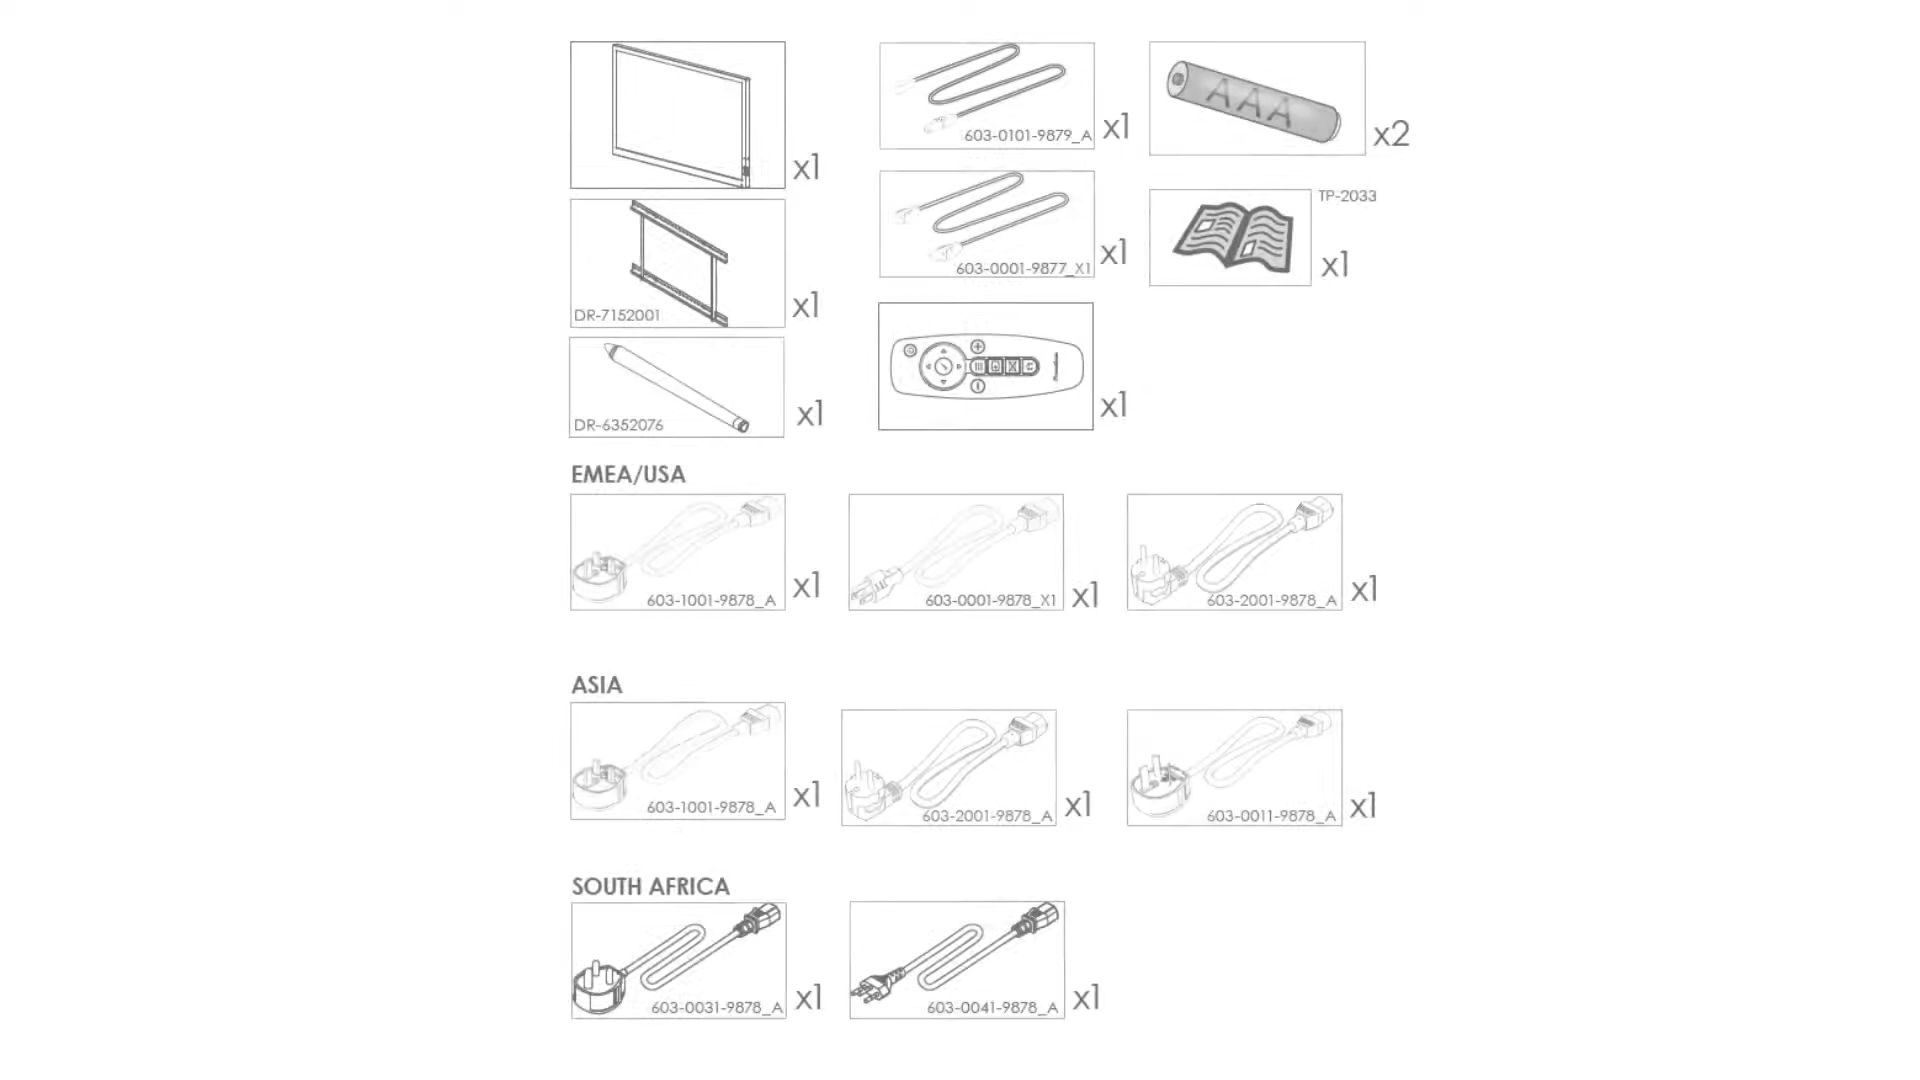 x1
DR-7152001
x1
DR-6352076
x1
603-0101-9879_A
x1
603-0001-9877_X1
x1
x1
AAA
x2
TP-2033
x1
EMEA/USA
603-1001-9878_A
x1
603-0001-9878_X1
x1
603-2001-9878_A
x1
ASIA
603-1001-9878_A
x1
603-2001-9878_A
x1
603-0011-9878_A
x1
SOUTH AFRICA
603-0031-9878_A
x1
603-0041-9878_A
x1